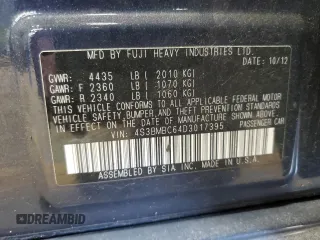 MFD BY FUJI HEAVY INDUSTRIES LTD.
10/12
GVWR: 4435 LB ( 2010 KG)
GAWR: F 2360 LB ( 1070 KG)
GAWR: R 2340 LB ( 1060 KG)
THIS VEHICLE CONFORMS TO ALL APPLICABLE FEDERAL MOTOR
VEHICLE SAFETY, BUMPER, AND THEFT PREVENTION STANDARDS
IN EFFECT ON THE DATE OF MANUFACTURE SHOWN ABOVE.
VIN: 4S3BMBC64D3017395 PASSENGER CAR
ASSEMBLED BY SIA, INC. MADE IN U.S.A.
DREAMBID